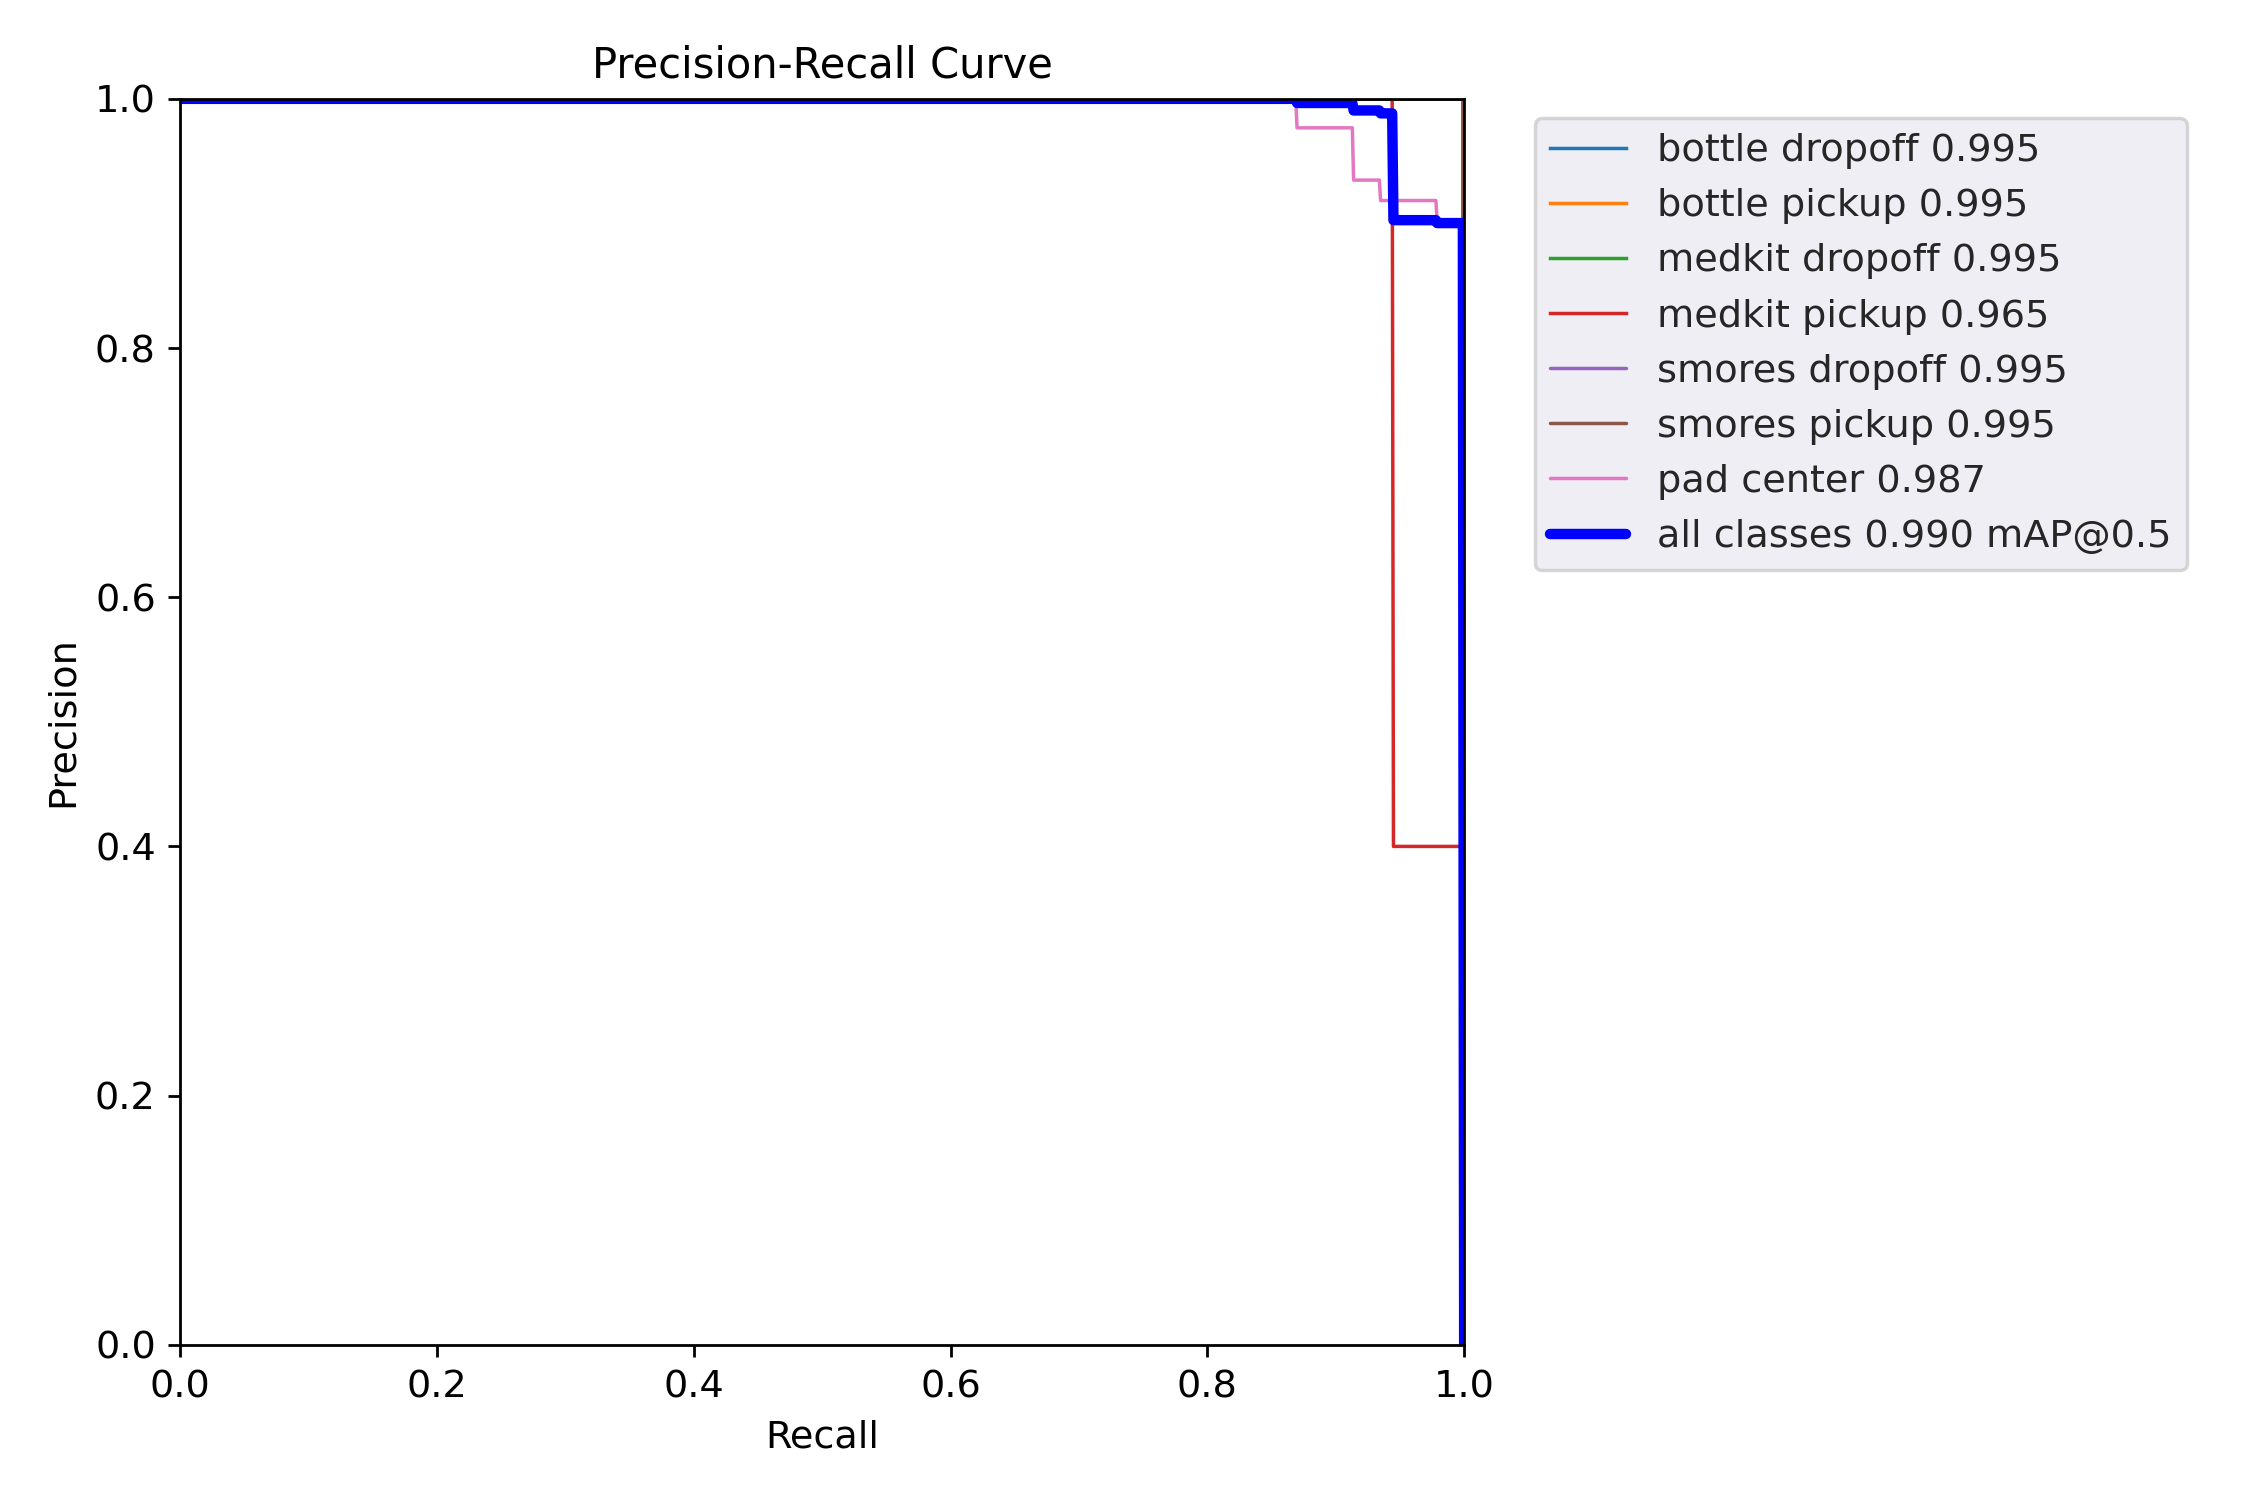 Precision-Recall Curve
1.0
0.8
0.6
0.4
0.2
0.0
Precision
0.0 0.2 0.4 0.6 0.8 1.0
Recall
bottle dropoff 0.995
bottle pickup 0.995
medkit dropoff 0.995
medkit pickup 0.965
smores dropoff 0.995
smores pickup 0.995
pad center 0.987
all classes 0.990 mAP@0.5